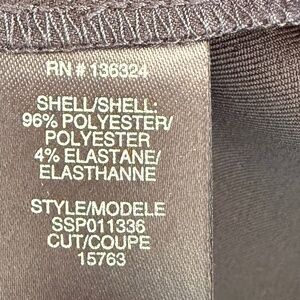 RN # 136324
SHELL/SHELL:
96% POLYESTER/
POLYESTER
4% ELASTANE/
ELASTHANNE
STYLE/MODELE
SSP011336
CUT/COUPE
15763